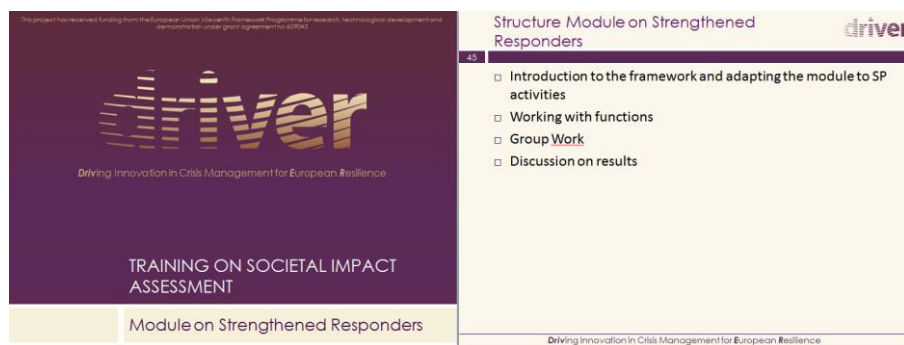 This project has received funding from the European Union's Seventh Framework Programme for research, technological development and
demonstration under grant agreement no 607043
driver
Driving Innovation in Crisis Management for European Resilience
TRAINING ON SOCIETAL IMPACT
ASSESSMENT
Module on Strengthened Responders
Structure Module on Strengthened
Responders
driver
45
Introduction to the framework and adapting the module to SP
activities
Working with functions
Group Work
Discussion on results
Driving Innovation in Crisis Management for European Resilience